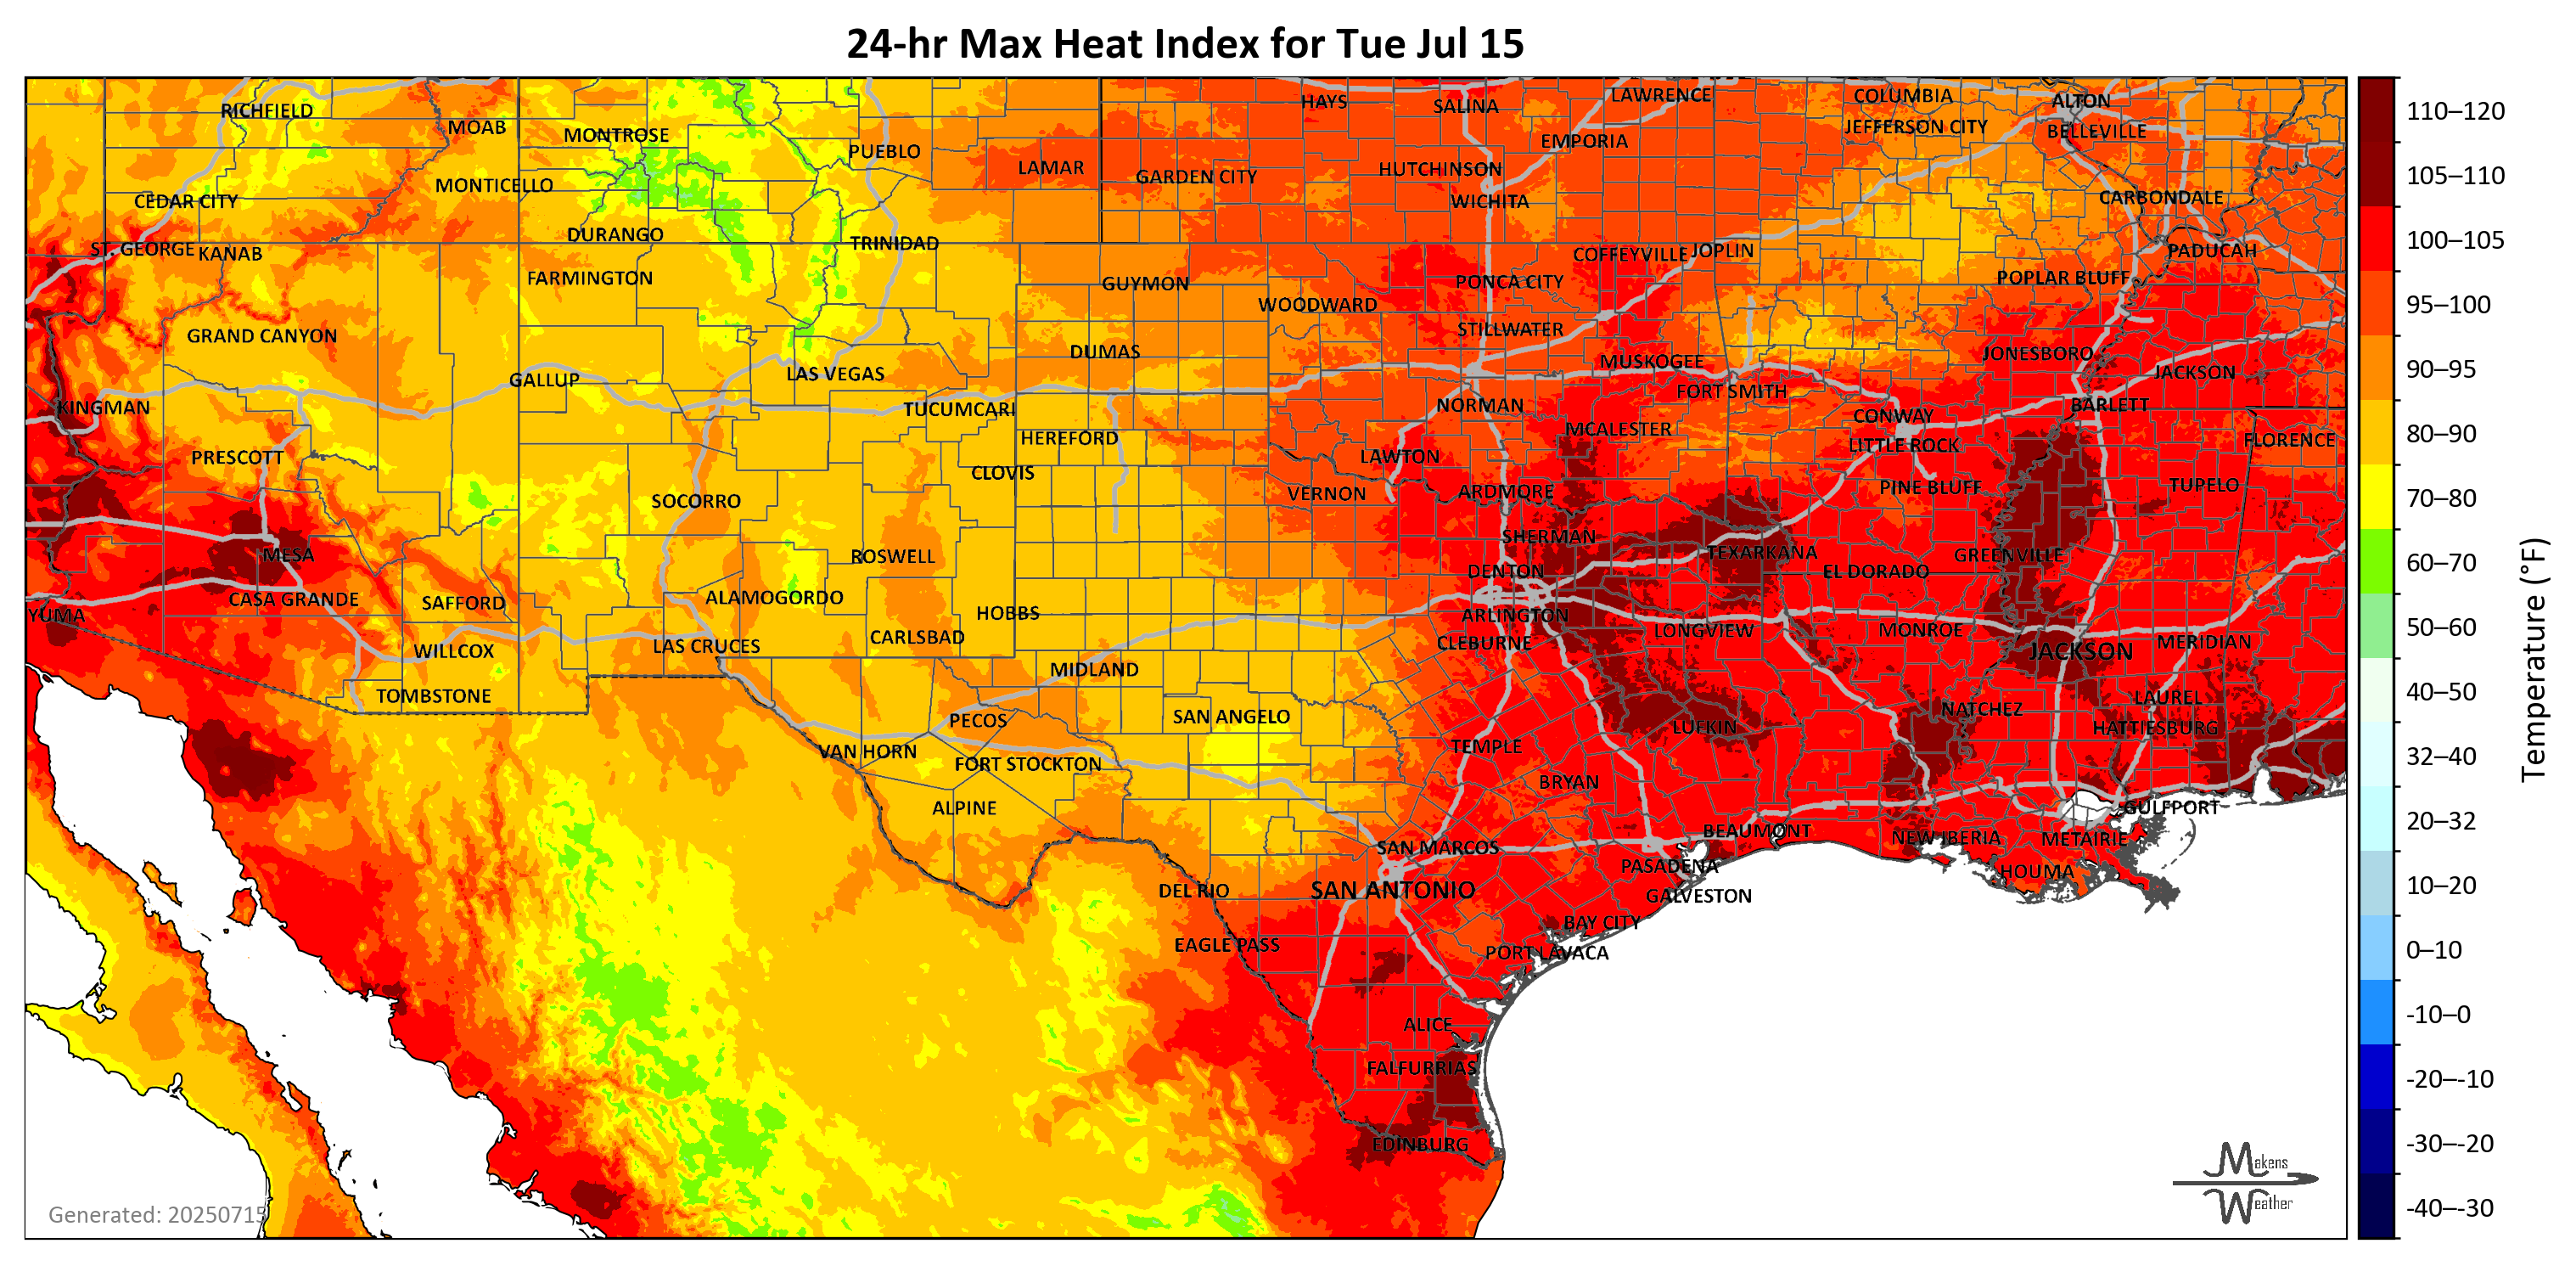 24-hr Max Heat Index for Tue Jul 15
RICHFIELD
MOAB
MONTROSE
PUEBLO
LAMAR
HAYS
SALINA
LAWRENCE
COLUMBIA
ALTON
JEFFERSON CITY
BELLEVILLE
EMPORIA
GARDEN CITY
HUTCHINSON
WICHITA
CEDAR CITY
MONTICELLO
CARBONDALE
ST. GEORGE
KANAB
DURANGO
TRINIDAD
COFFEYVILLE
JOPLIN
PADUCAH
FARMINGTON
GUYMON
PONCA CITY
POPLAR BLUFF
WOODWARD
GRAND CANYON
STILLWATER
DUMAS
MUSKOGEE
JONESBORO
GALLUP
LAS VEGAS
FORT SMITH
JACKSON
KINGMAN
TUCUMCARI
NORMAN
CONWAY
BARLETT
HEREFORD
MCALESTER
LITTLE ROCK
FLORENCE
PRESCOTT
CLOVIS
LAWTON
SOCORRO
VERNON
ARDMORE
PINE BLUFF
TUPELO
MESA
ROSWELL
SHERMAN
TEXARKANA
GREENVILLE
DENTON
EL DORADO
CASA GRANDE
SAFFORD
ALAMOGORDO
HOBBS
YUMA
ARLINGTON
WILLCOX
LAS CRUCES
CARLSBAD
CLEBURNE
LONGVIEW
MONROE
JACKSON
MERIDIAN
MIDLAND
TOMBSTONE
PECOS
SAN ANGELO
LUFKIN
NATCHEZ
LAUREL
HATTIESBURG
VAN HORN
FORT STOCKTON
TEMPLE
BRYAN
ALPINE
GULFPORT
SAN MARCOS
BEAUMONT
NEW IBERIA
METAIRIE
DEL RIO
SAN ANTONIO
PASADENA
GALVESTON
HOUMA
EAGLE PASS
BAY CITY
PORT LAVACA
ALICE
FALFURRIAS
EDINBURG
Generated: 20250715
Makens
Weather
110–120
105–110
100–105
95–100
90–95
80–90
70–80
60–70
50–60
40–50
32–40
20–32
10–20
0–10
-10–0
-20–-10
-30–-20
-40–-30
Temperature (°F)